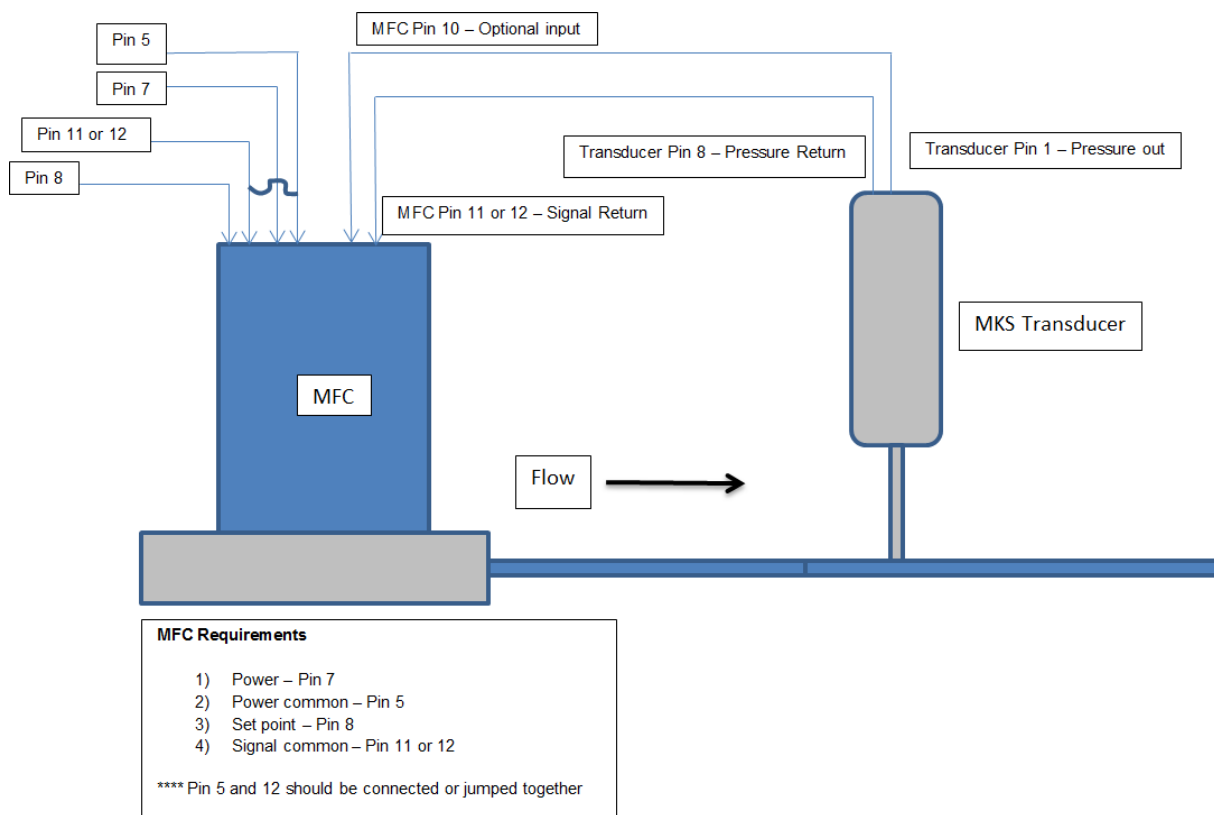 Pin 5
MFC Pin 10 – Optional input
Pin 7
Pin 11 or 12
Transducer Pin 8 – Pressure Return
Transducer Pin 1 – Pressure out
Pin 8
MFC Pin 11 or 12 – Signal Return
MKS Transducer
MFC
Flow
MFC Requirements
1) Power – Pin 7
2) Power common – Pin 5
3) Set point – Pin 8
4) Signal common – Pin 11 or 12
**** Pin 5 and 12 should be connected or jumped together